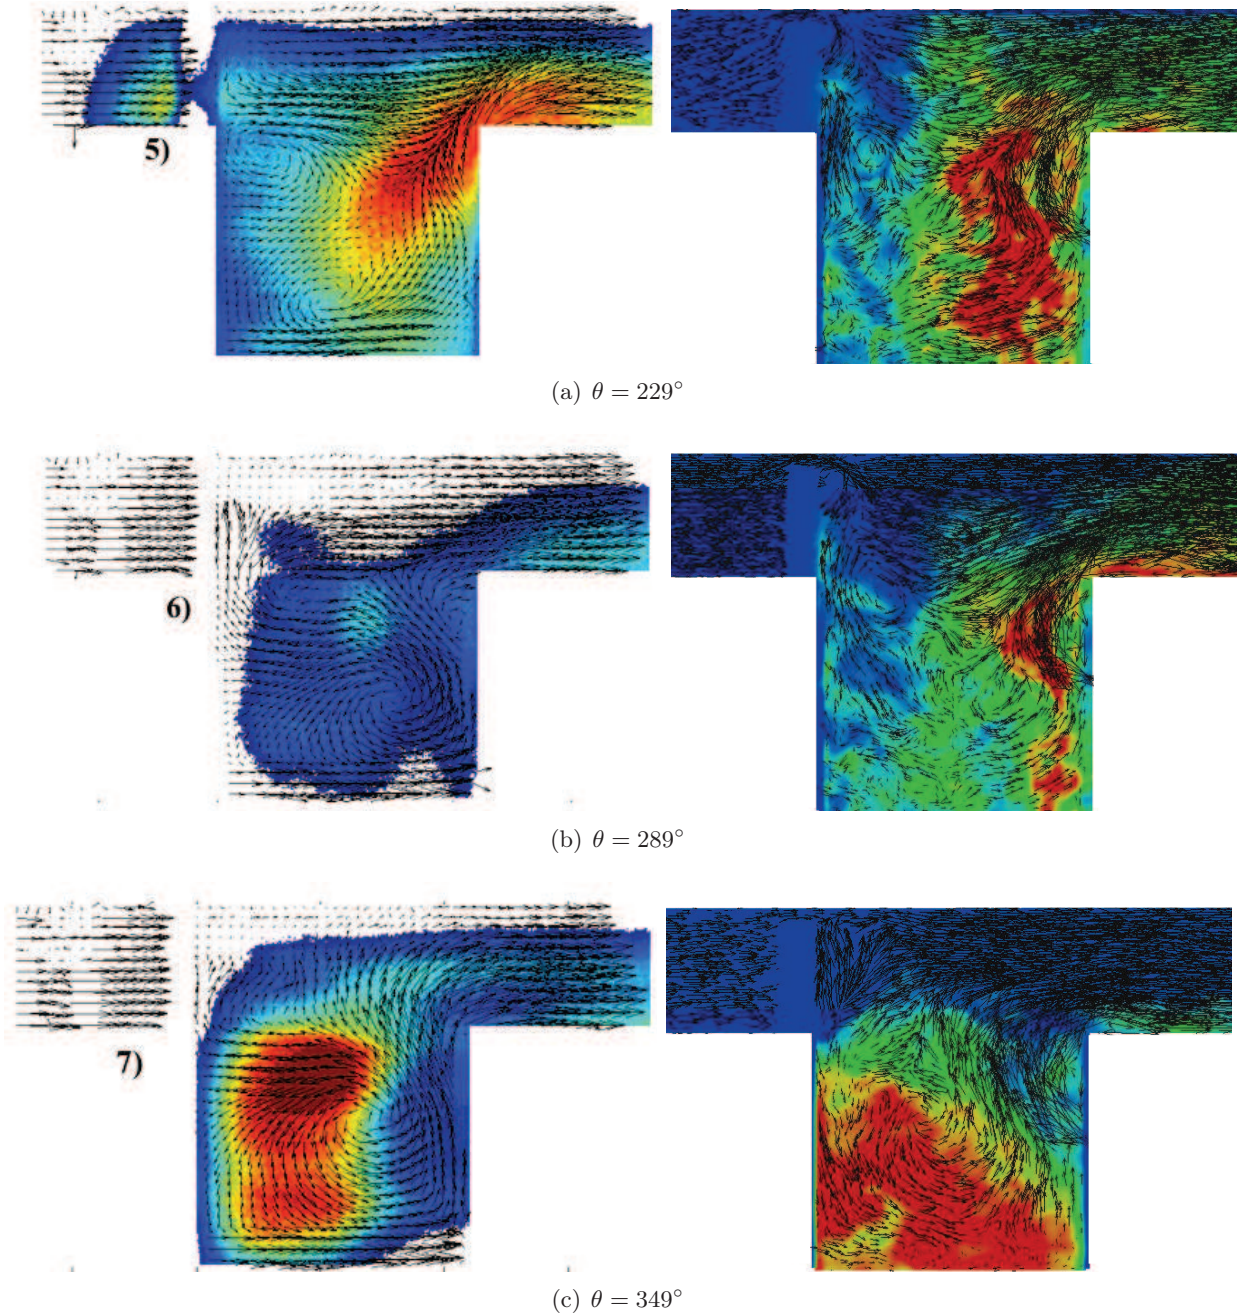 5)
(a) θ = 229°
6)
(b) θ = 289°
7)
(c) θ = 349°